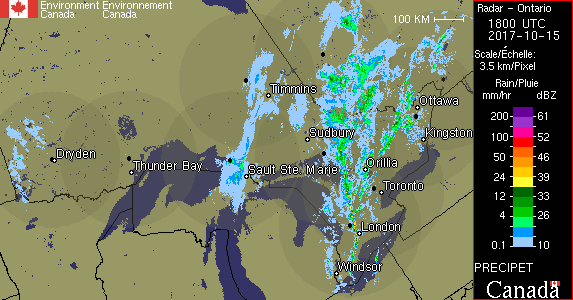 Environment Environnement
Canada Canada
100 KM
Timmins
Ottawa
Sudbury
Kingston
Dryden
Thunder Bay
Sault Ste. Marie
Orillia
Toronto
London
Windsor
Radar - Ontario
1800 UTC
2017-10-15
Scale/Échelle:
3.5 km/Pixel
Rain/Pluie
mm/hr dBZ
200 61
100 52
50 46
24 39
12 33
4 26
0.1 10
PRECIPET
Canada